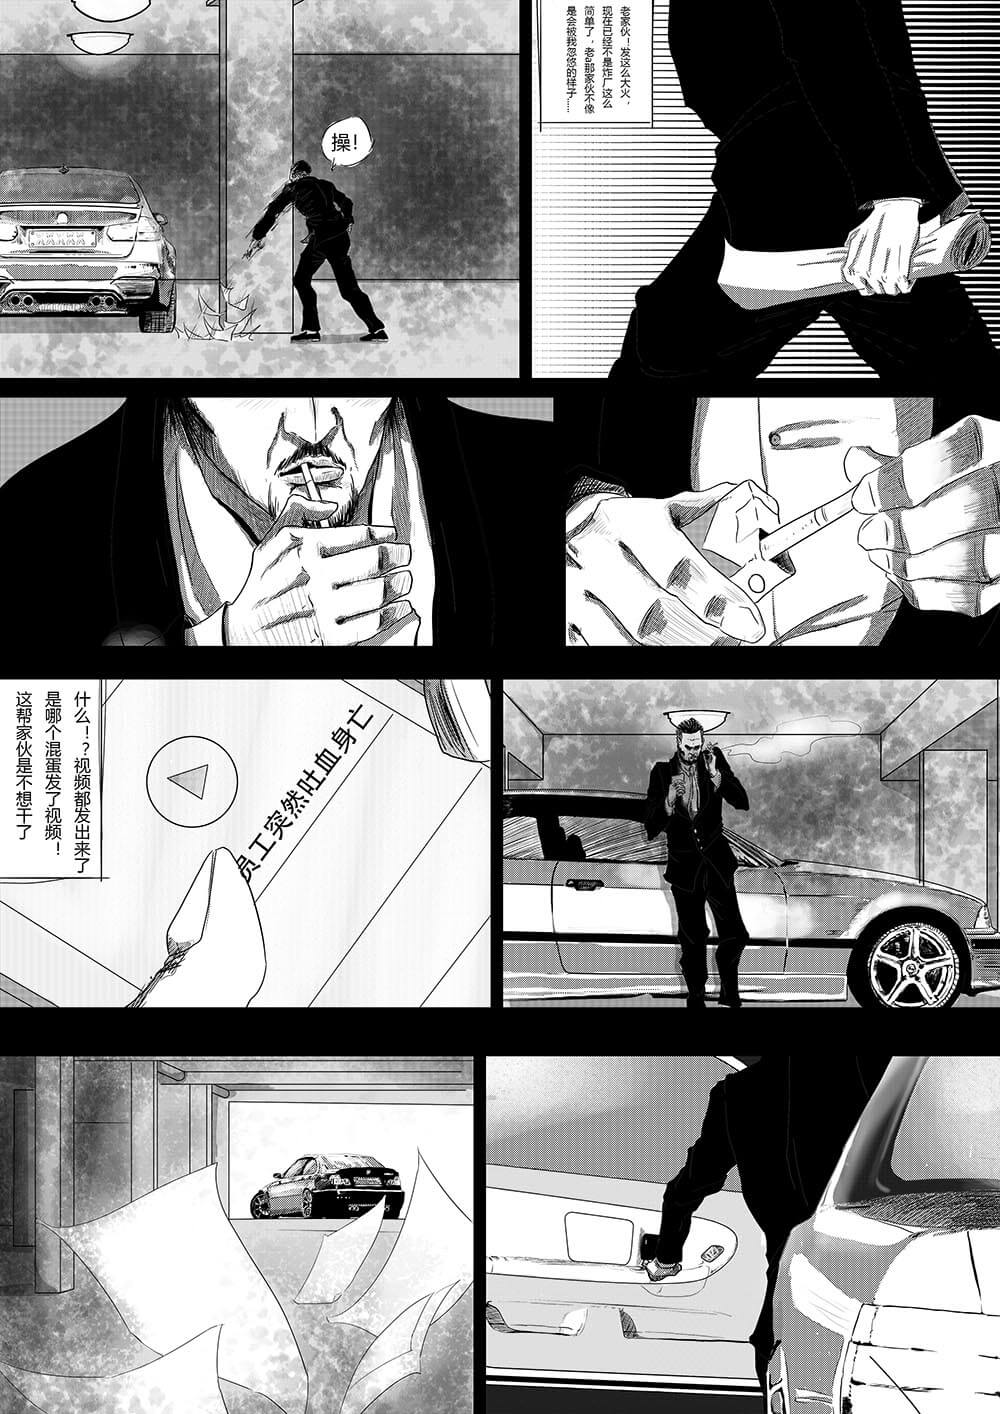 老家伙！发这么大火，
现在已经不是炸厂这么
简单了，老a那家伙不像
是会被我忽悠的样子……
操！
员工突然吐血身亡
什么！？视频都发出来了
是哪个混蛋发了视频！
这帮家伙是不想干了